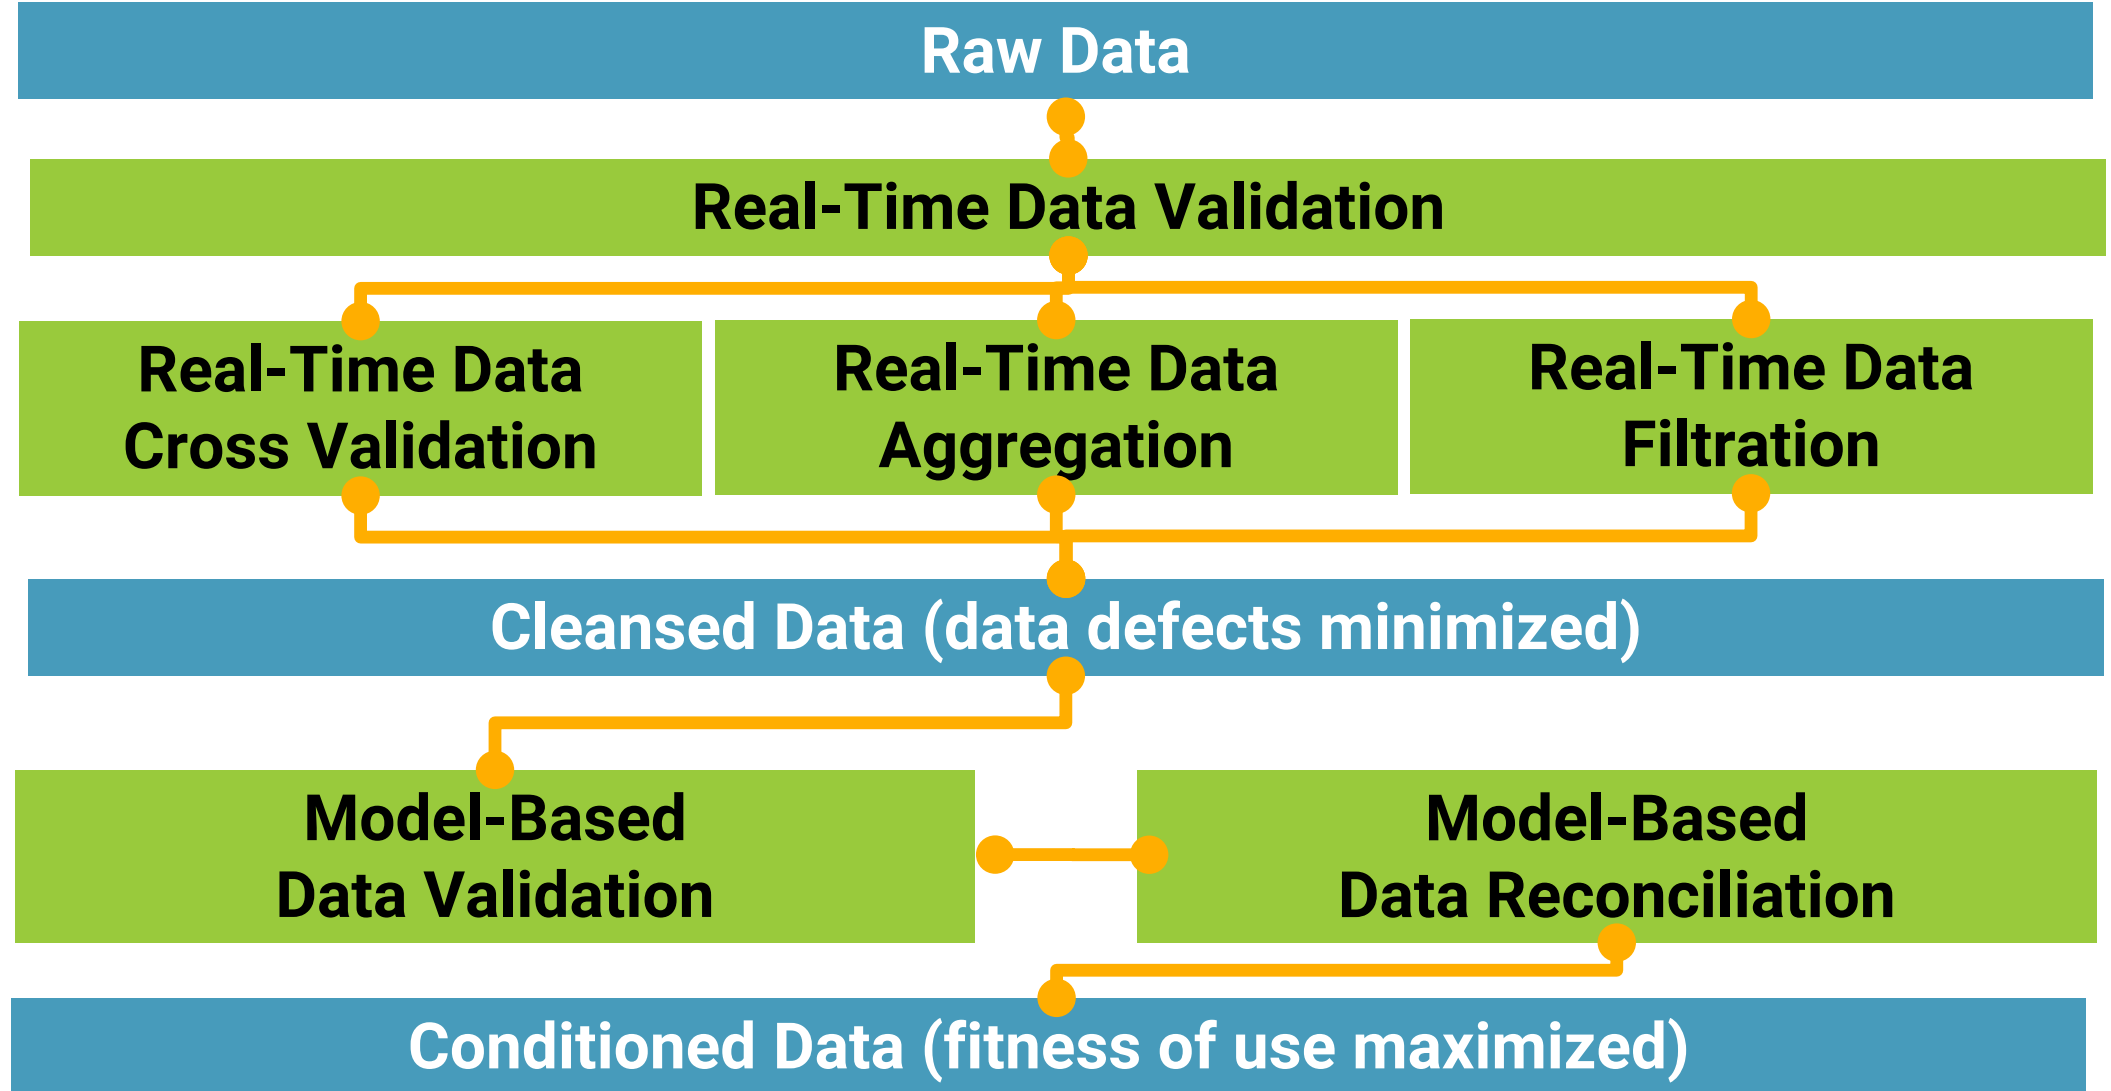 Raw Data
Real-Time Data Validation
Real-Time Data
Cross Validation
Real-Time Data
Aggregation
Real-Time Data
Filtration
Cleansed Data (data defects minimized)
Model-Based
Data Validation
Model-Based
Data Reconciliation
Conditioned Data (fitness of use maximized)